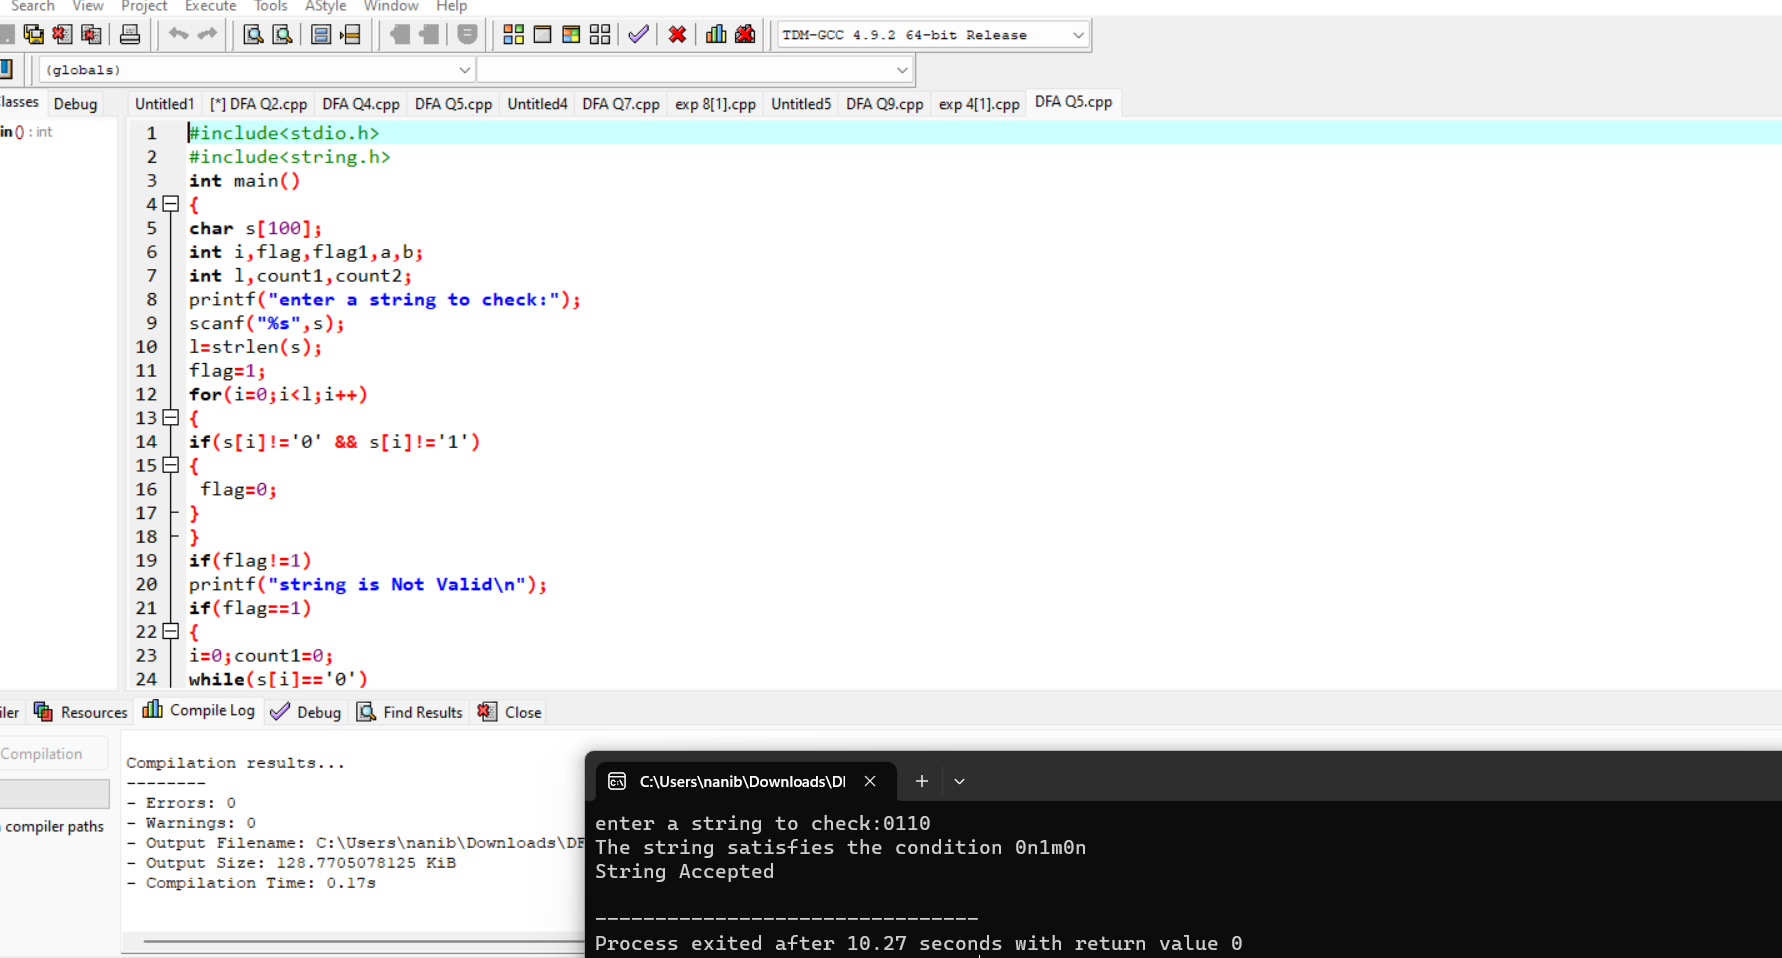 Search View Project Execute Tools AStyle Window Help
TDM-GCC 4.9.2 64-bit Release
(globals)
lasses Debug Untitled1 [*] DFA Q2.cpp DFA Q4.cpp DFA Q5.cpp Untitled4 DFA Q7.cpp exp 8[1].cpp Untitled5 DFA Q9.cpp exp 4[1].cpp DFA Q5.cpp
in() : int
1 #include<stdio.h>
2 #include<string.h>
3 int main()
4 {
5 char s[100];
6 int i,flag,flag1,a,b;
7 int l,count1,count2;
8 printf("enter a string to check:");
9 scanf("%s",s);
10 l=strlen(s);
11 flag=1;
12 for(i=0;i<l;i++)
13 {
14 if(s[i]!='0' && s[i]!='1')
15 {
16 flag=0;
17 }
18 }
19 if(flag!=1)
20 printf("string is Not Valid\n");
21 if(flag==1)
22 {
23 i=0;count1=0;
24 while(s[i]=='0')
iler Resources Compile Log Debug Find Results Close
Compilation
compiler paths
Compilation results...
--------
- Errors: 0
- Warnings: 0
- Output Filename: C:\Users\nanib\Downloads\DF
- Output Size: 128.7705078125 KiB
- Compilation Time: 0.17s
C:\Users\nanib\Downloads\DI
enter a string to check:0110
The string satisfies the condition 0n1m0n
String Accepted
--------------------------------
Process exited after 10.27 seconds with return value 0